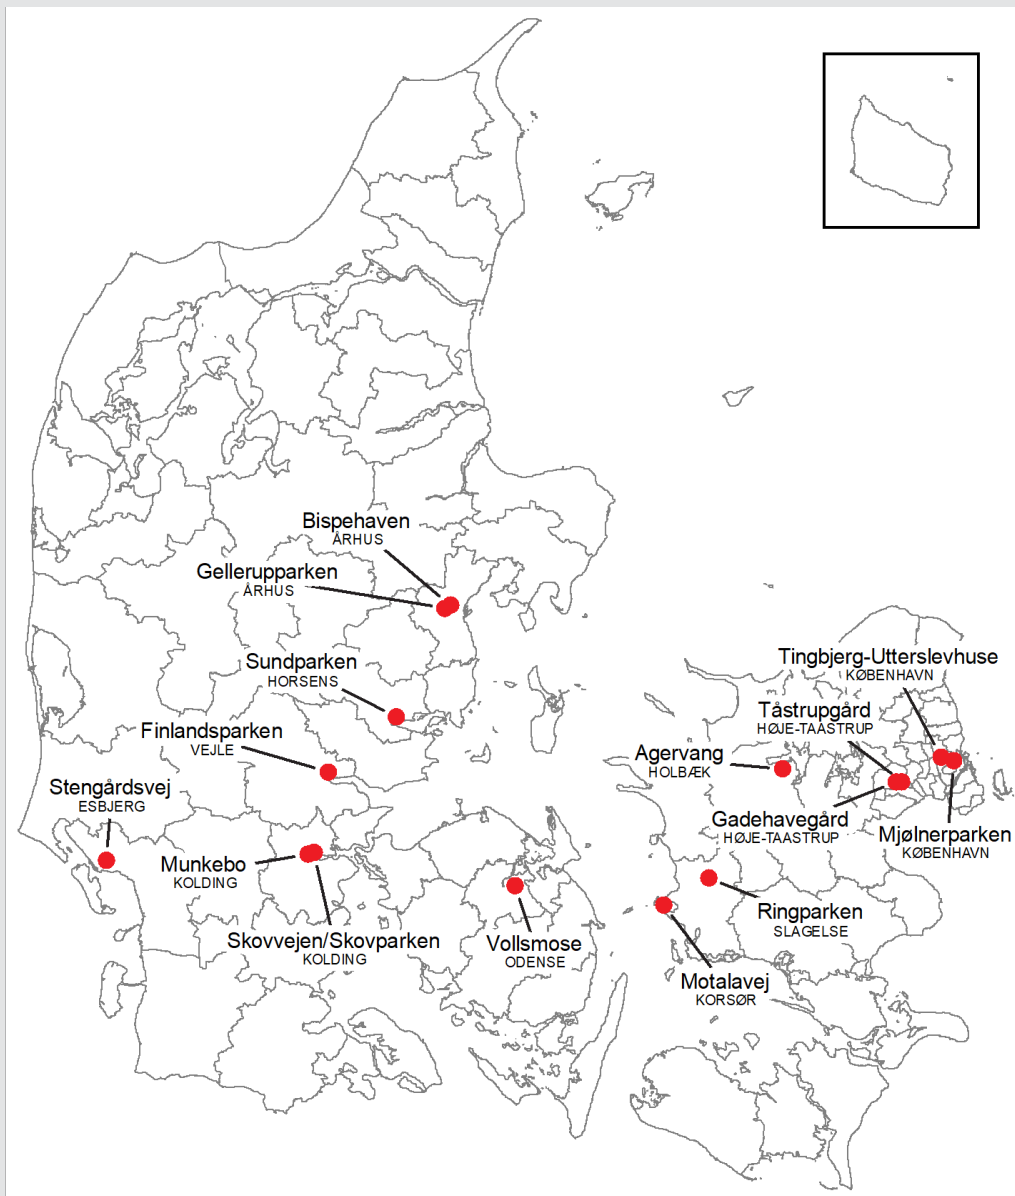 Bispehaven
ÅRHUS
Gellerupparken
ÅRHUS
Sundparken
HORSENS
Finlandsparken
VEJLE
Stengårdsvej
ESBJERG
Munkebo
KOLDING
Skovvejen/Skovparken
KOLDING
Vollsmose
ODENSE
Tingbjerg-Utterslevhuse
KØBENHAVN
Tåstrupgård
HØJE-TAASTRUP
Agervang
HOLBÆK
Gadehavegård
HØJE-TAASTRUP
Mjølnerparken
KØBENHAVN
Ringparken
SLAGELSE
Motalavej
KORSØR